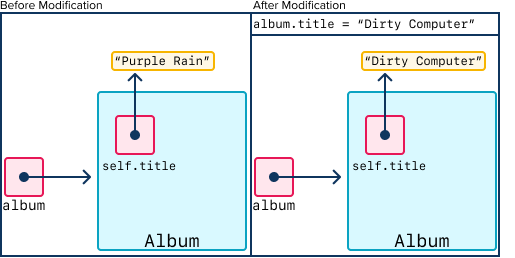 Before Modification
“Purple Rain”
self.title
album
Album
After Modification
album.title = “Dirty Computer”
“Dirty Computer”
self.title
album
Album